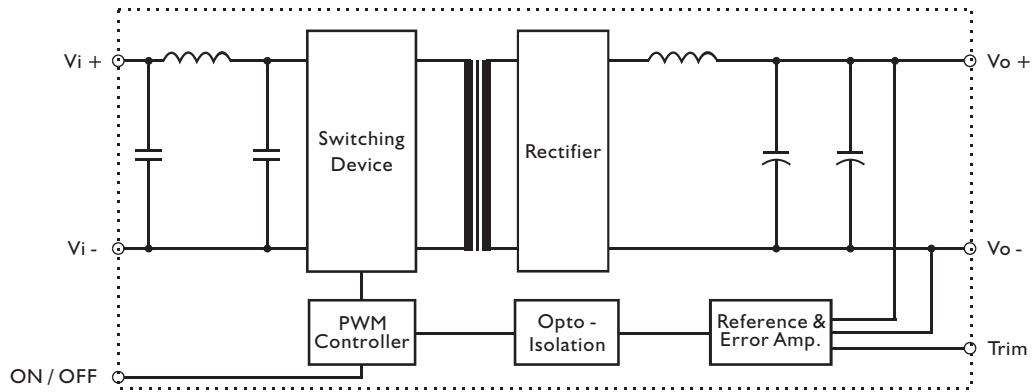 Vi +
Switching
Device
Rectifier
Vo +
Vi -
Vo -
PWM
Controller
Opto -
Isolation
Reference &
Error Amp.
Trim
ON / OFF